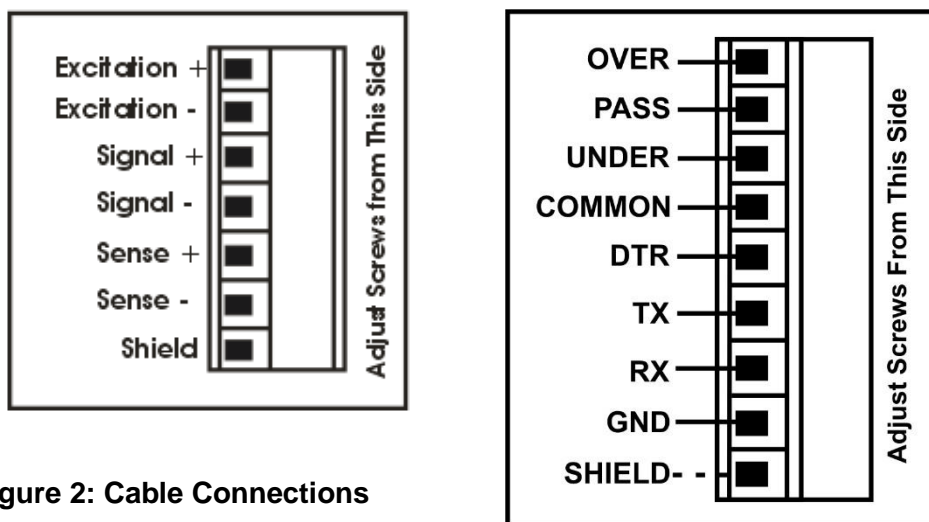 Excitation +
Excitation -
Signal +
Signal -
Sense +
Sense -
Shield
Adjust Screws from This Side
OVER
PASS
UNDER
COMMON
DTR
TX
RX
GND
SHIELD- -
Adjust Screws From This Side
gure 2: Cable Connections